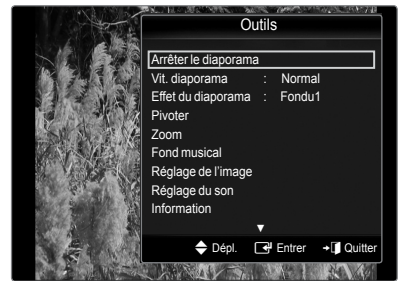 Outils
Arrêter le diaporama
Vit. diaporama : Normal
Effet du diaporama : Fondu1
Pivoter
Zoom
Fond musical
Réglage de l'image
Réglage du son
Information
▼
Dépl. Entrer Quitter